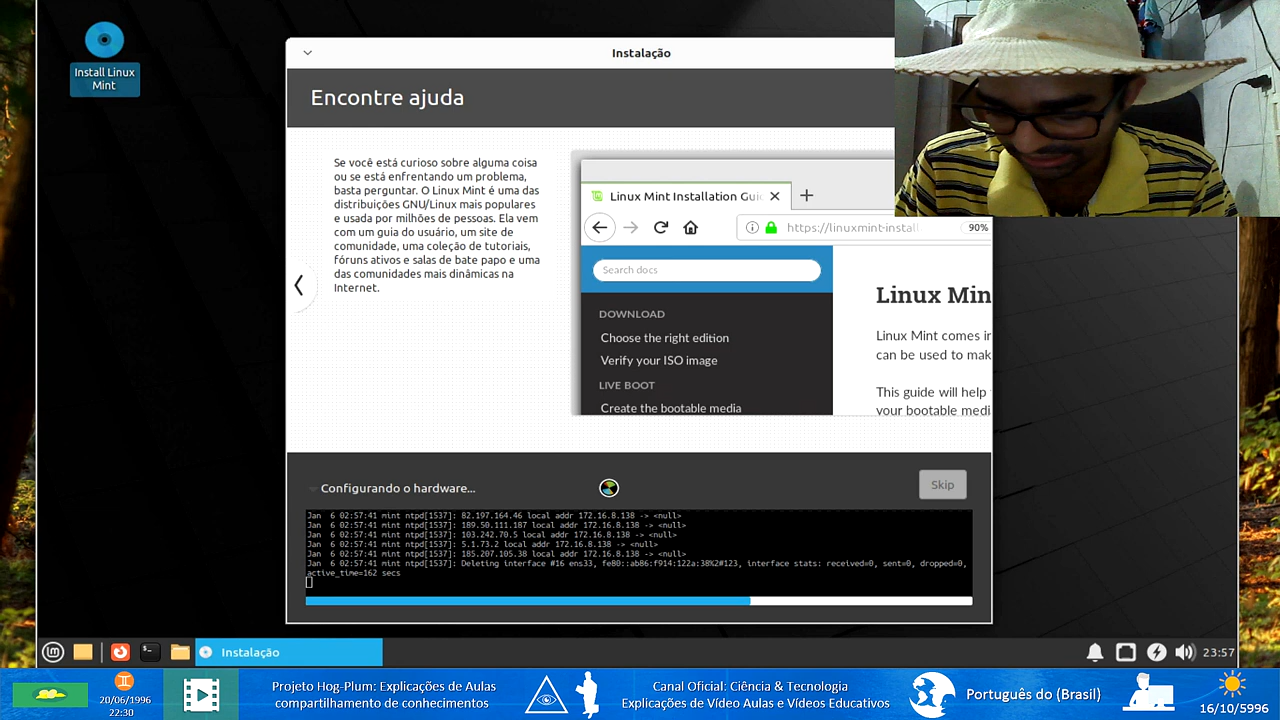 Install Linux
Mint
Instalação
Encontre ajuda
Se você está curioso sobre alguma coisa
ou se está enfrentando um problema,
basta perguntar. O Linux Mint é uma das
distribuições GNU/Linux mais populares
e usada por milhões de pessoas. Ela vem
com um guia do usuário, um site de
comunidade, uma coleção de tutoriais,
fóruns ativos e salas de bate papo e uma
das comunidades mais dinâmicas na
Internet.
Linux Mint Installation Gui
https://linuxmint-install
90%
Search docs
DOWNLOAD
Choose the right edition
Verify your ISO image
LIVE BOOT
Create the bootable media
Linux Min
Linux Mint comes in
can be used to mak
This guide will help
your bootable medi
Configurando o hardware...
Skip
Jan 6 02:57:41 mint ntpd[1537]: 82.197.164.46 local addr 172.16.8.138 -> <null>
Jan 6 02:57:41 mint ntpd[1537]: 189.50.111.187 local addr 172.16.8.138 -> <null>
Jan 6 02:57:41 mint ntpd[1537]: 103.242.70.5 local addr 172.16.8.138 -> <null>
Jan 6 02:57:41 mint ntpd[1537]: 5.1.73.2 local addr 172.16.8.138 -> <null>
Jan 6 02:57:41 mint ntpd[1537]: 185.207.105.38 local addr 172.16.8.138 -> <null>
Jan 6 02:57:41 mint ntpd[1537]: Deleting interface #16 ens33, fe80::ab86:f914:122a:38%2#123, interface stats: received=0, sent=0, dropped=0,
active_time=162 secs
Instalação
23:57
20/06/1996
22:30
Projeto Hog-Plum: Explicações de Aulas
compartilhamento de conhecimentos
Canal Oficial: Ciência & Tecnologia
Explicações de Vídeo Aulas e Vídeos Educativos
Português do (Brasil)
16/10/5996